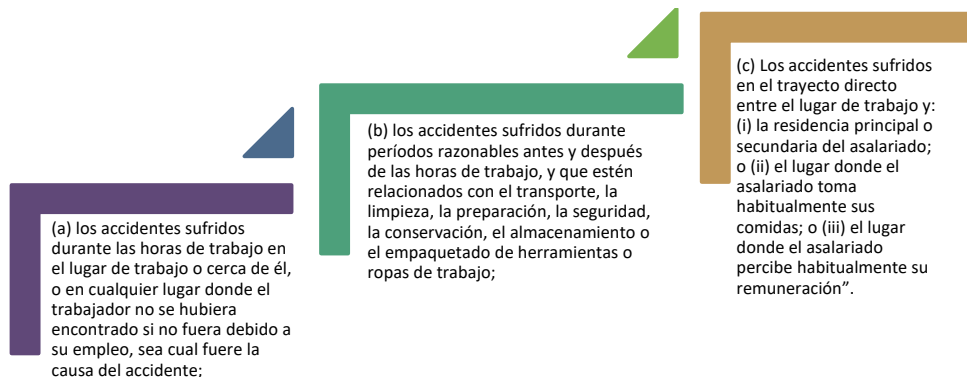 (a) los accidentes sufridos
durante las horas de trabajo en
el lugar de trabajo o cerca de él,
o en cualquier lugar donde el
trabajador no se hubiera
encontrado si no fuera debido a
su empleo, sea cual fuere la
causa del accidente;
(b) los accidentes sufridos durante
períodos razonables antes y después
de las horas de trabajo, y que estén
relacionados con el transporte, la
limpieza, la preparación, la seguridad,
la conservación, el almacenamiento o
el empaquetado de herramientas o
ropas de trabajo;
(c) Los accidentes sufridos
en el trayecto directo
entre el lugar de trabajo y:
(i) la residencia principal o
secundaria del asalariado;
o (ii) el lugar donde el
asalariado toma
habitualmente sus
comidas; o (iii) el lugar
donde el asalariado
percibe habitualmente su
remuneración”.